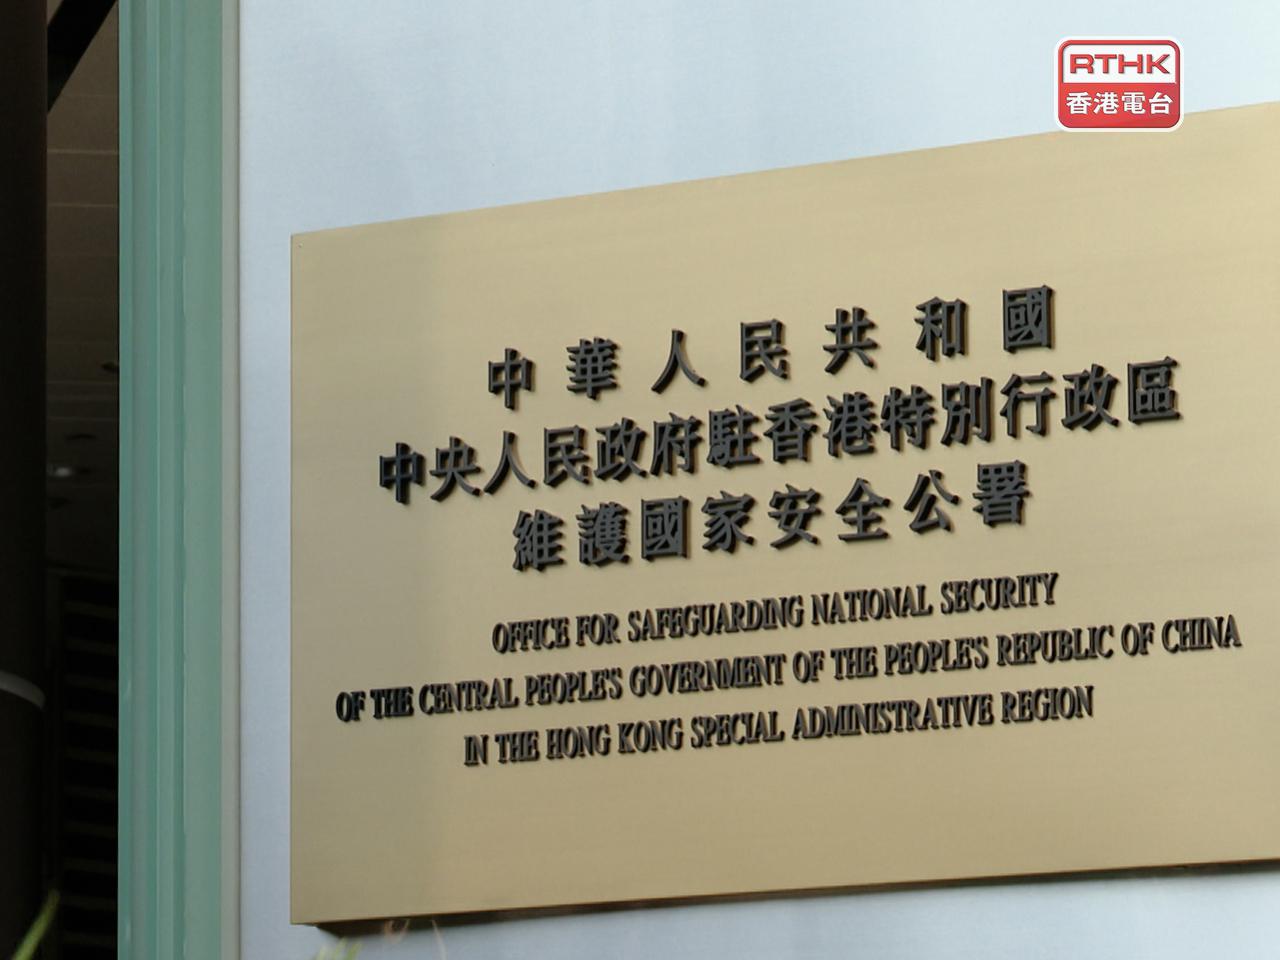 RTHK
香港電台
中華人民共和國
中央人民政府駐香港特別行政區
維護國家安全公署
OFFICE FOR SAFEGUARDING NATIONAL SECURITY
OF THE CENTRAL PEOPLE'S GOVERNMENT OF THE PEOPLE'S REPUBLIC OF CHINA
IN THE HONG KONG SPECIAL ADMINISTRATIVE REGION